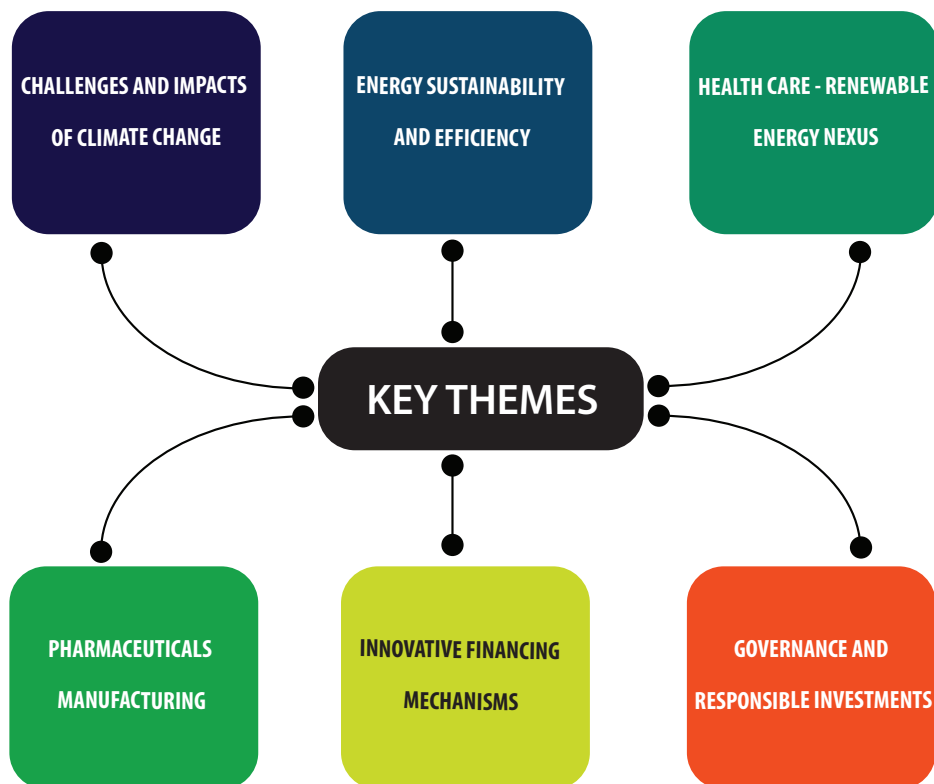 CHALLENGES AND IMPACTS
OF CLIMATE CHANGE
ENERGY SUSTAINABILITY
AND EFFICIENCY
HEALTH CARE - RENEWABLE
ENERGY NEXUS
KEY THEMES
PHARMACEUTICALS
MANUFACTURING
INNOVATIVE FINANCING
MECHANISMS
GOVERNANCE AND
RESPONSIBLE INVESTMENTS